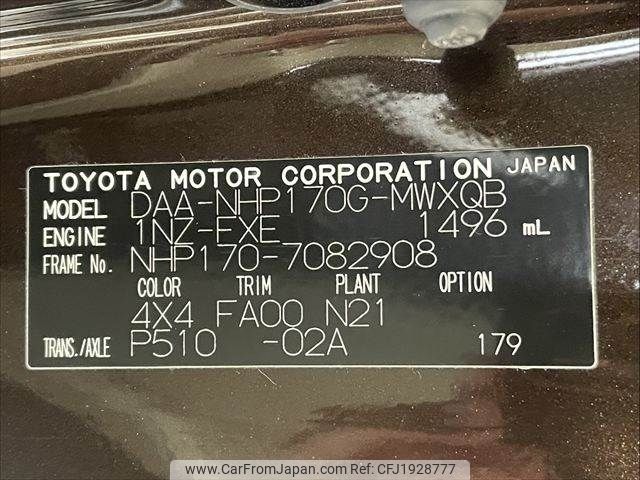 TOYOTA MOTOR CORPORATION JAPAN
MODEL DAA-NHP170G-MWXQB
ENGINE 1NZ-EXE 1496 mL
FRAME No. NHP170-7082908
COLOR TRIM PLANT OPTION
4X4 FA00 N21
TRANS./AXLE P510 -02A 179
www.CarFromJapan.com - Ref: CFJ1928777